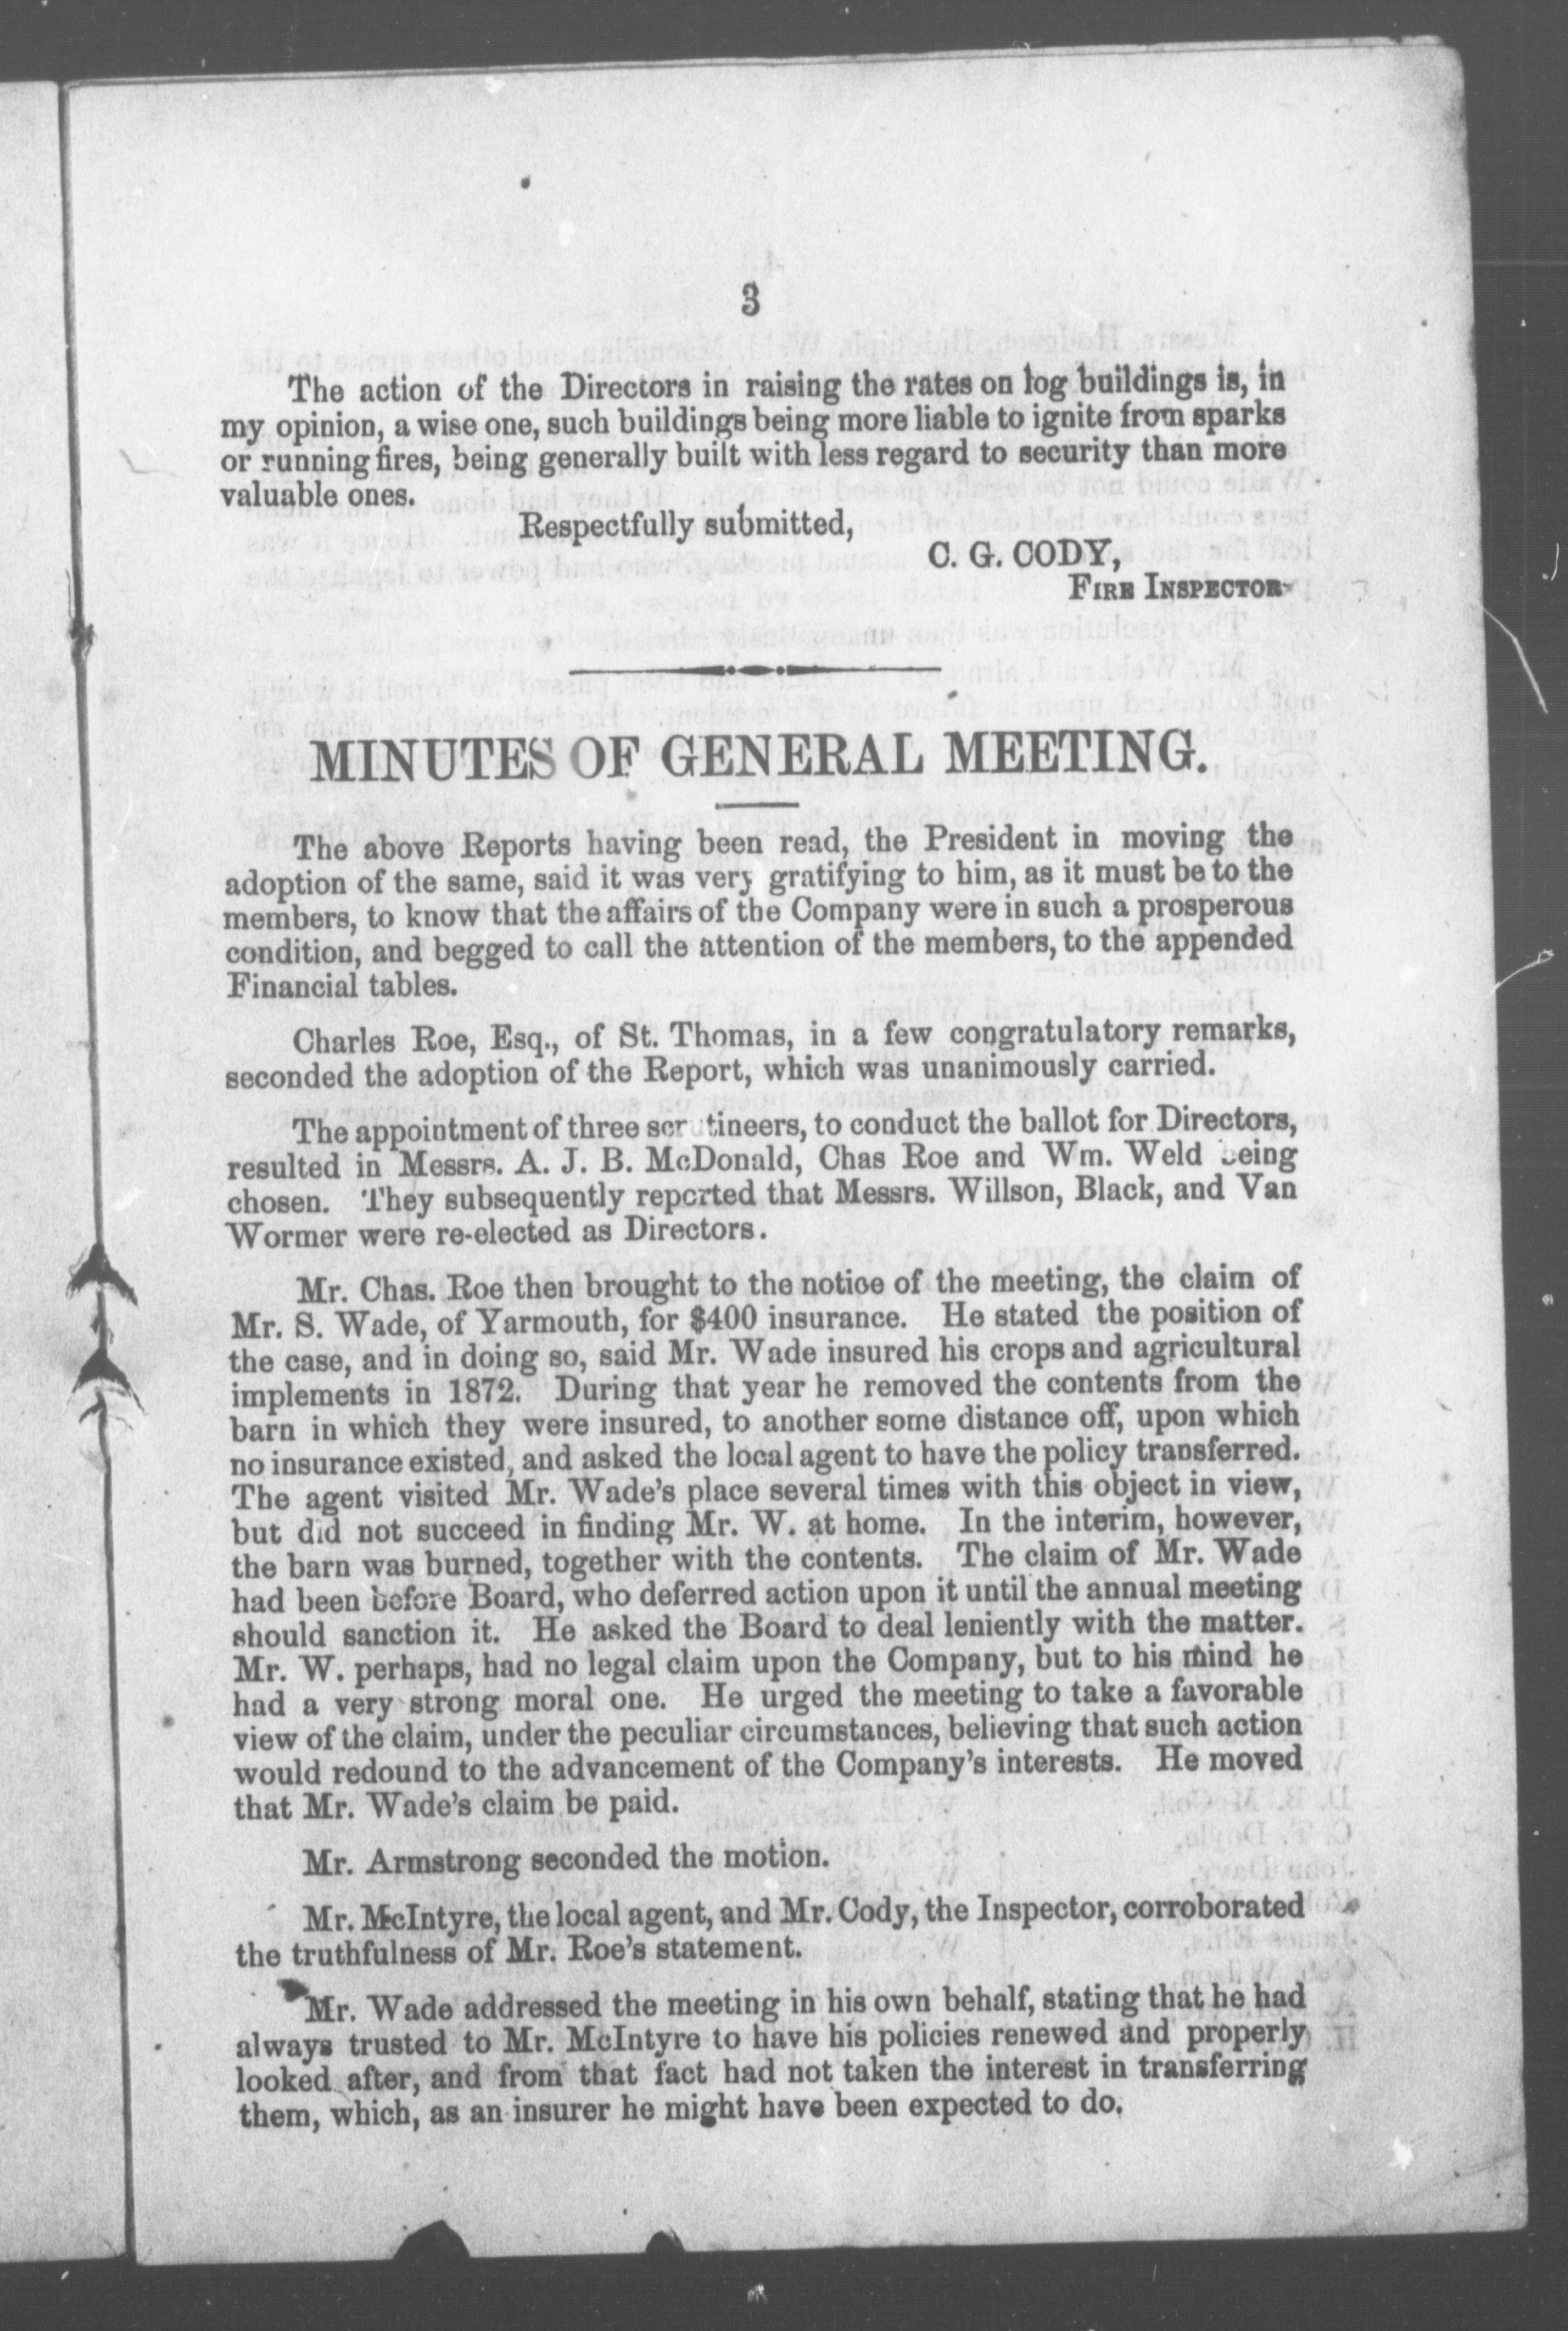 3
The action of the Directors in raising the rates on log buildings is, in
my opinion, a wise one, such buildings being more liable to ignite from sparks
or running fires, being generally built with less regard to security than more
valuable ones.
Respectfully submitted,
C. G. CODY,
FIRE INSPECTOR
MINUTES OF GENERAL MEETING.
The above Reports having been read, the President in moving the
adoption of the same, said it was very gratifying to him, as it must be to the
members, to know that the affairs of the Company were in such a prosperous
condition, and begged to call the attention of the members, to the appended
Financial tables.
Charles Roe, Esq., of St. Thomas, in a few congratulatory remarks,
seconded the adoption of the Report, which was unanimously carried.
The appointment of three scrutineers, to conduct the ballot for Directors,
resulted in Messrs. A. J. B. McDonald, Chas Roe and Wm. Weld being
chosen. They subsequently reported that Messrs. Willson, Black, and Van
Wormer were re-elected as Directors.
Mr. Chas. Roe then brought to the notice of the meeting, the claim of
Mr. S. Wade, of Yarmouth, for $400 insurance. He stated the position of
the case, and in doing so, said Mr. Wade insured his crops and agricultural
implements in 1872. During that year he removed the contents from the
barn in which they were insured, to another some distance off, upon which
no insurance existed, and asked the local agent to have the policy transferred.
The agent visited Mr. Wade's place several times with this object in view,
but did not succeed in finding Mr. W. at home. In the interim, however,
the barn was burned, together with the contents. The claim of Mr. Wade
had been before Board, who deferred action upon it until the annual meeting
should sanction it. He asked the Board to deal leniently with the matter.
Mr. W. perhaps, had no legal claim upon the Company, but to his mind he
had a very strong moral one. He urged the meeting to take a favorable
view of the claim, under the peculiar circumstances, believing that such action
would redound to the advancement of the Company's interests. He moved
that Mr. Wade's claim be paid.
Mr. Armstrong seconded the motion.
Mr. McIntyre, the local agent, and Mr. Cody, the Inspector, corroborated
the truthfulness of Mr. Roe's statement.
Mr. Wade addressed the meeting in his own behalf, stating that he had
always trusted to Mr. McIntyre to have his policies renewed and properly
looked after, and from that fact had not taken the interest in transferring
them, which, as an insurer he might have been expected to do.